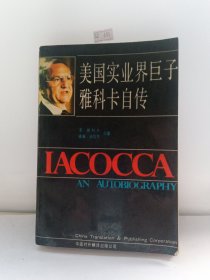 美国实业界巨子
雅科卡自传
IACOCCA
AN AUTOBIOGRAPHY
China Translation & Publishing Corporation
中国对外翻译出版公司